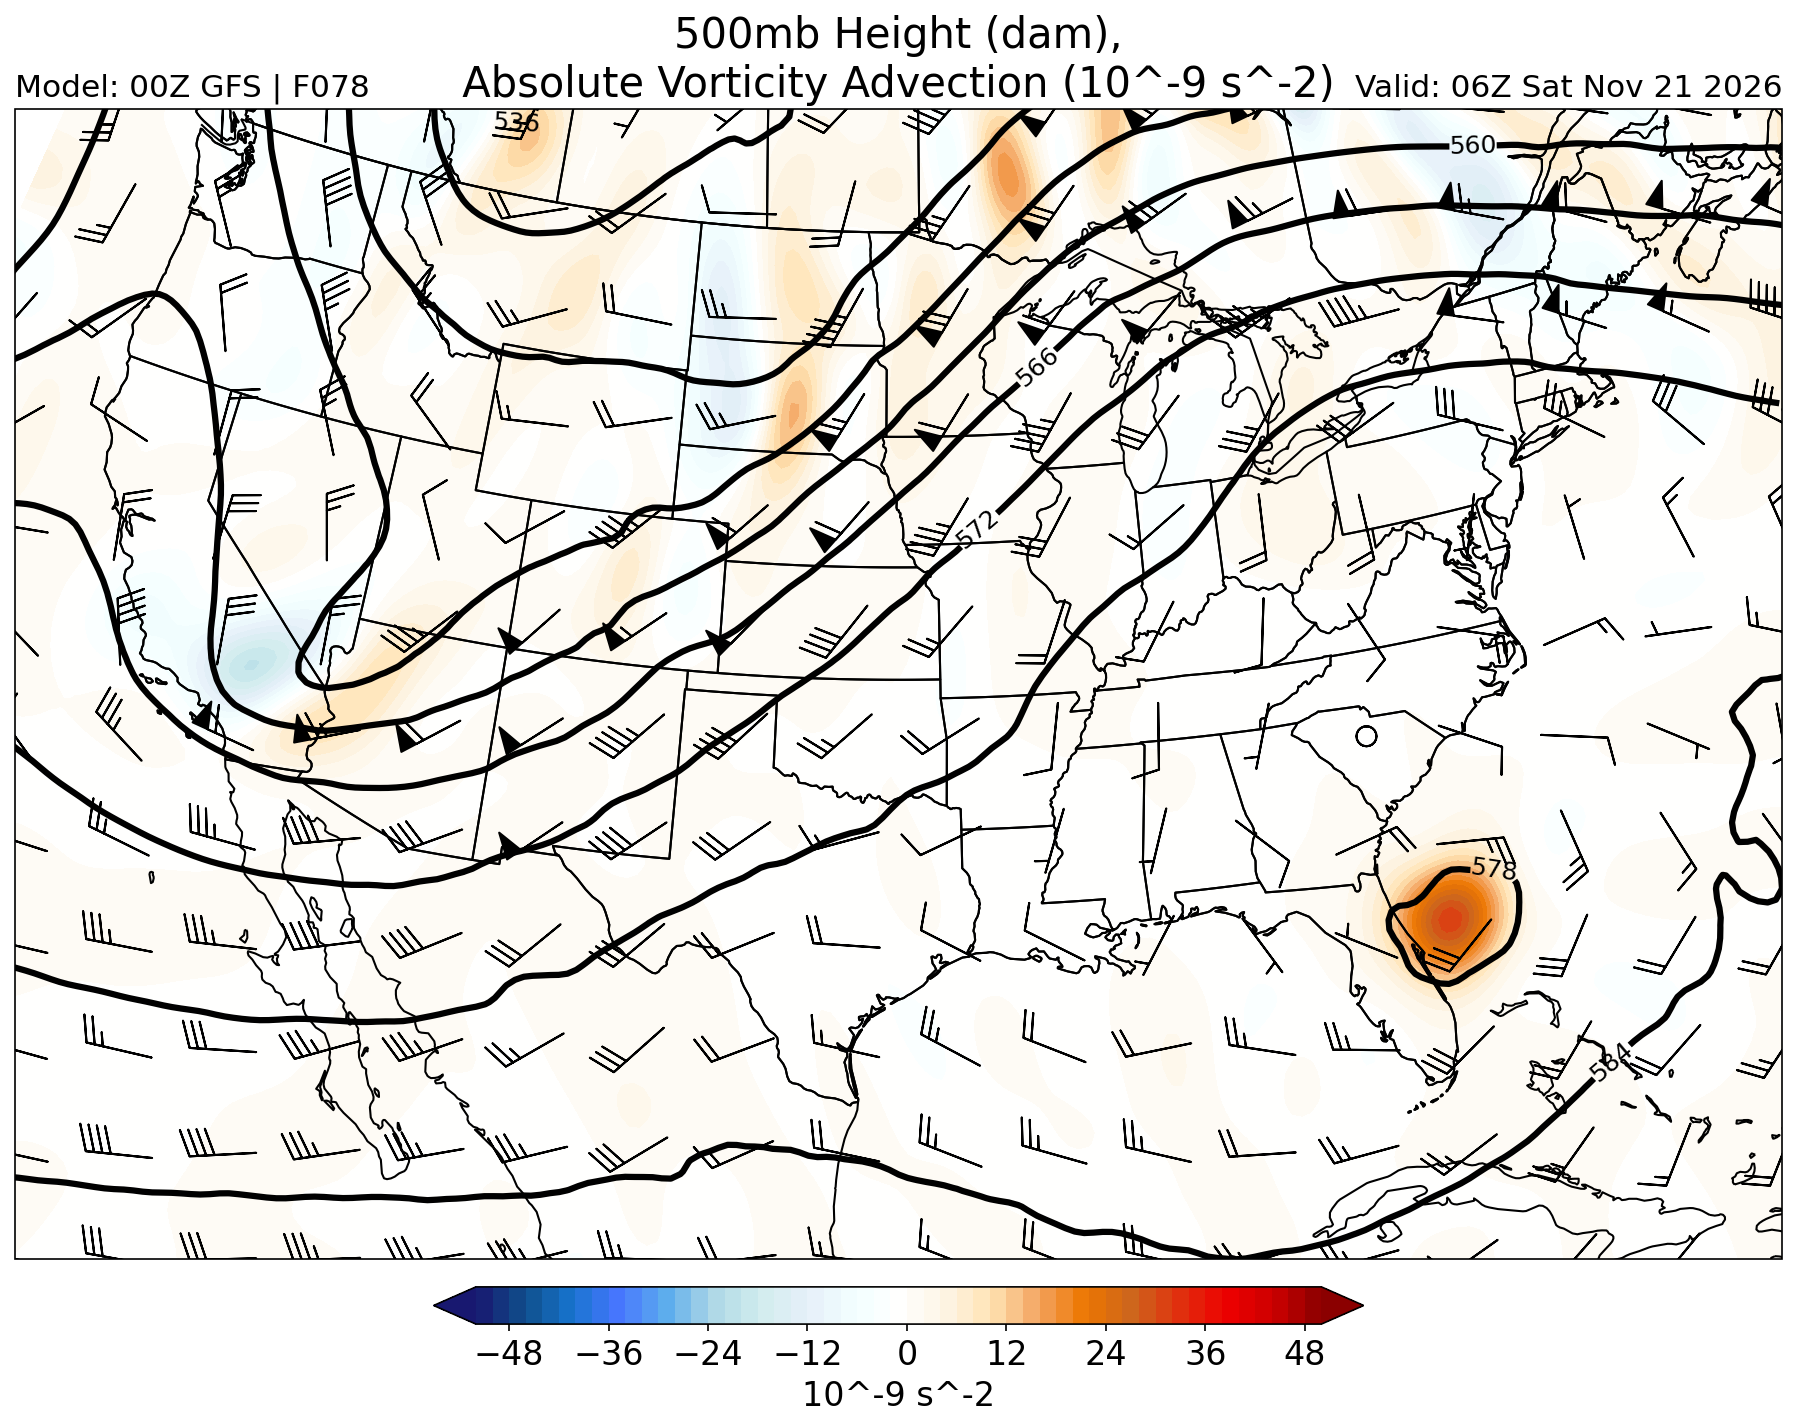 500mb Height (dam),
Model: 00Z GFS | F078
Absolute Vorticity Advection (10^-9 s^-2)
Valid: 06Z Sat Nov 21 2026
536
560
566
572
578
584
−48 −36 −24 −12 0 12 24 36 48
10^-9 s^-2